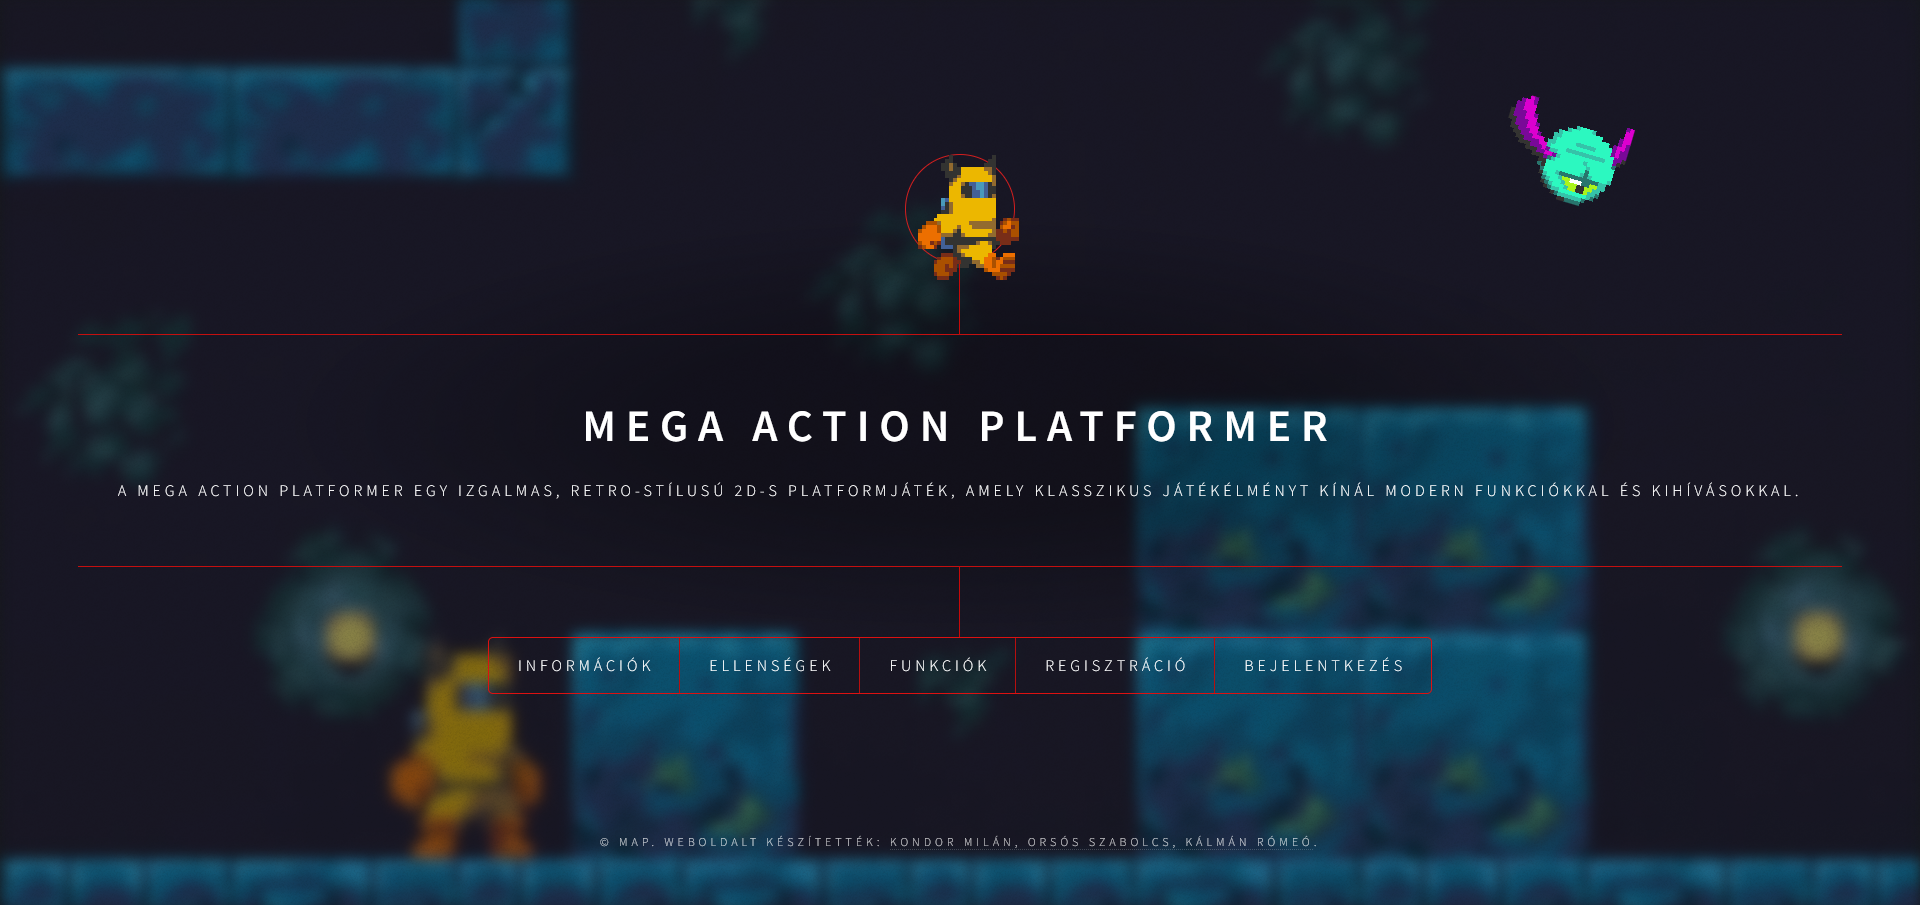 MEGA ACTION PLATFORMER
A MEGA ACTION PLATFORMER EGY IZGALMAS, RETRO-STÍLUSÚ 2D-S PLATFORMJÁTÉK, AMELY KLASSZIKUS JÁTÉKÉLMÉNYT KÍNÁL MODERN FUNKCIÓKKAL ÉS KIHÍVÁSOKKAL.
INFORMÁCIÓK ELLENSÉGEK FUNKCIÓK REGISZTRÁCIÓ BEJELENTKEZÉS
© MAP. WEBOLDALT KÉSZÍTETTÉK: KONDOR MILÁN, ORSÓS SZABOLCS, KÁLMÁN RÓMEÓ.